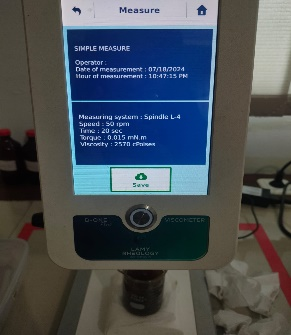 Measure
SIMPLE MEASURE
Operator :
Date of measurement : 07/18/2024
Hour of measurement : 10:47:15 PM
Measuring system : Spindle L-4
Speed : 50 rpm
Time : 20 sec
Torque : 0.015 mN.m
Viscosity : 2570 cPoises
Save
VISCOMETER
LAMY
RHEOLOGY